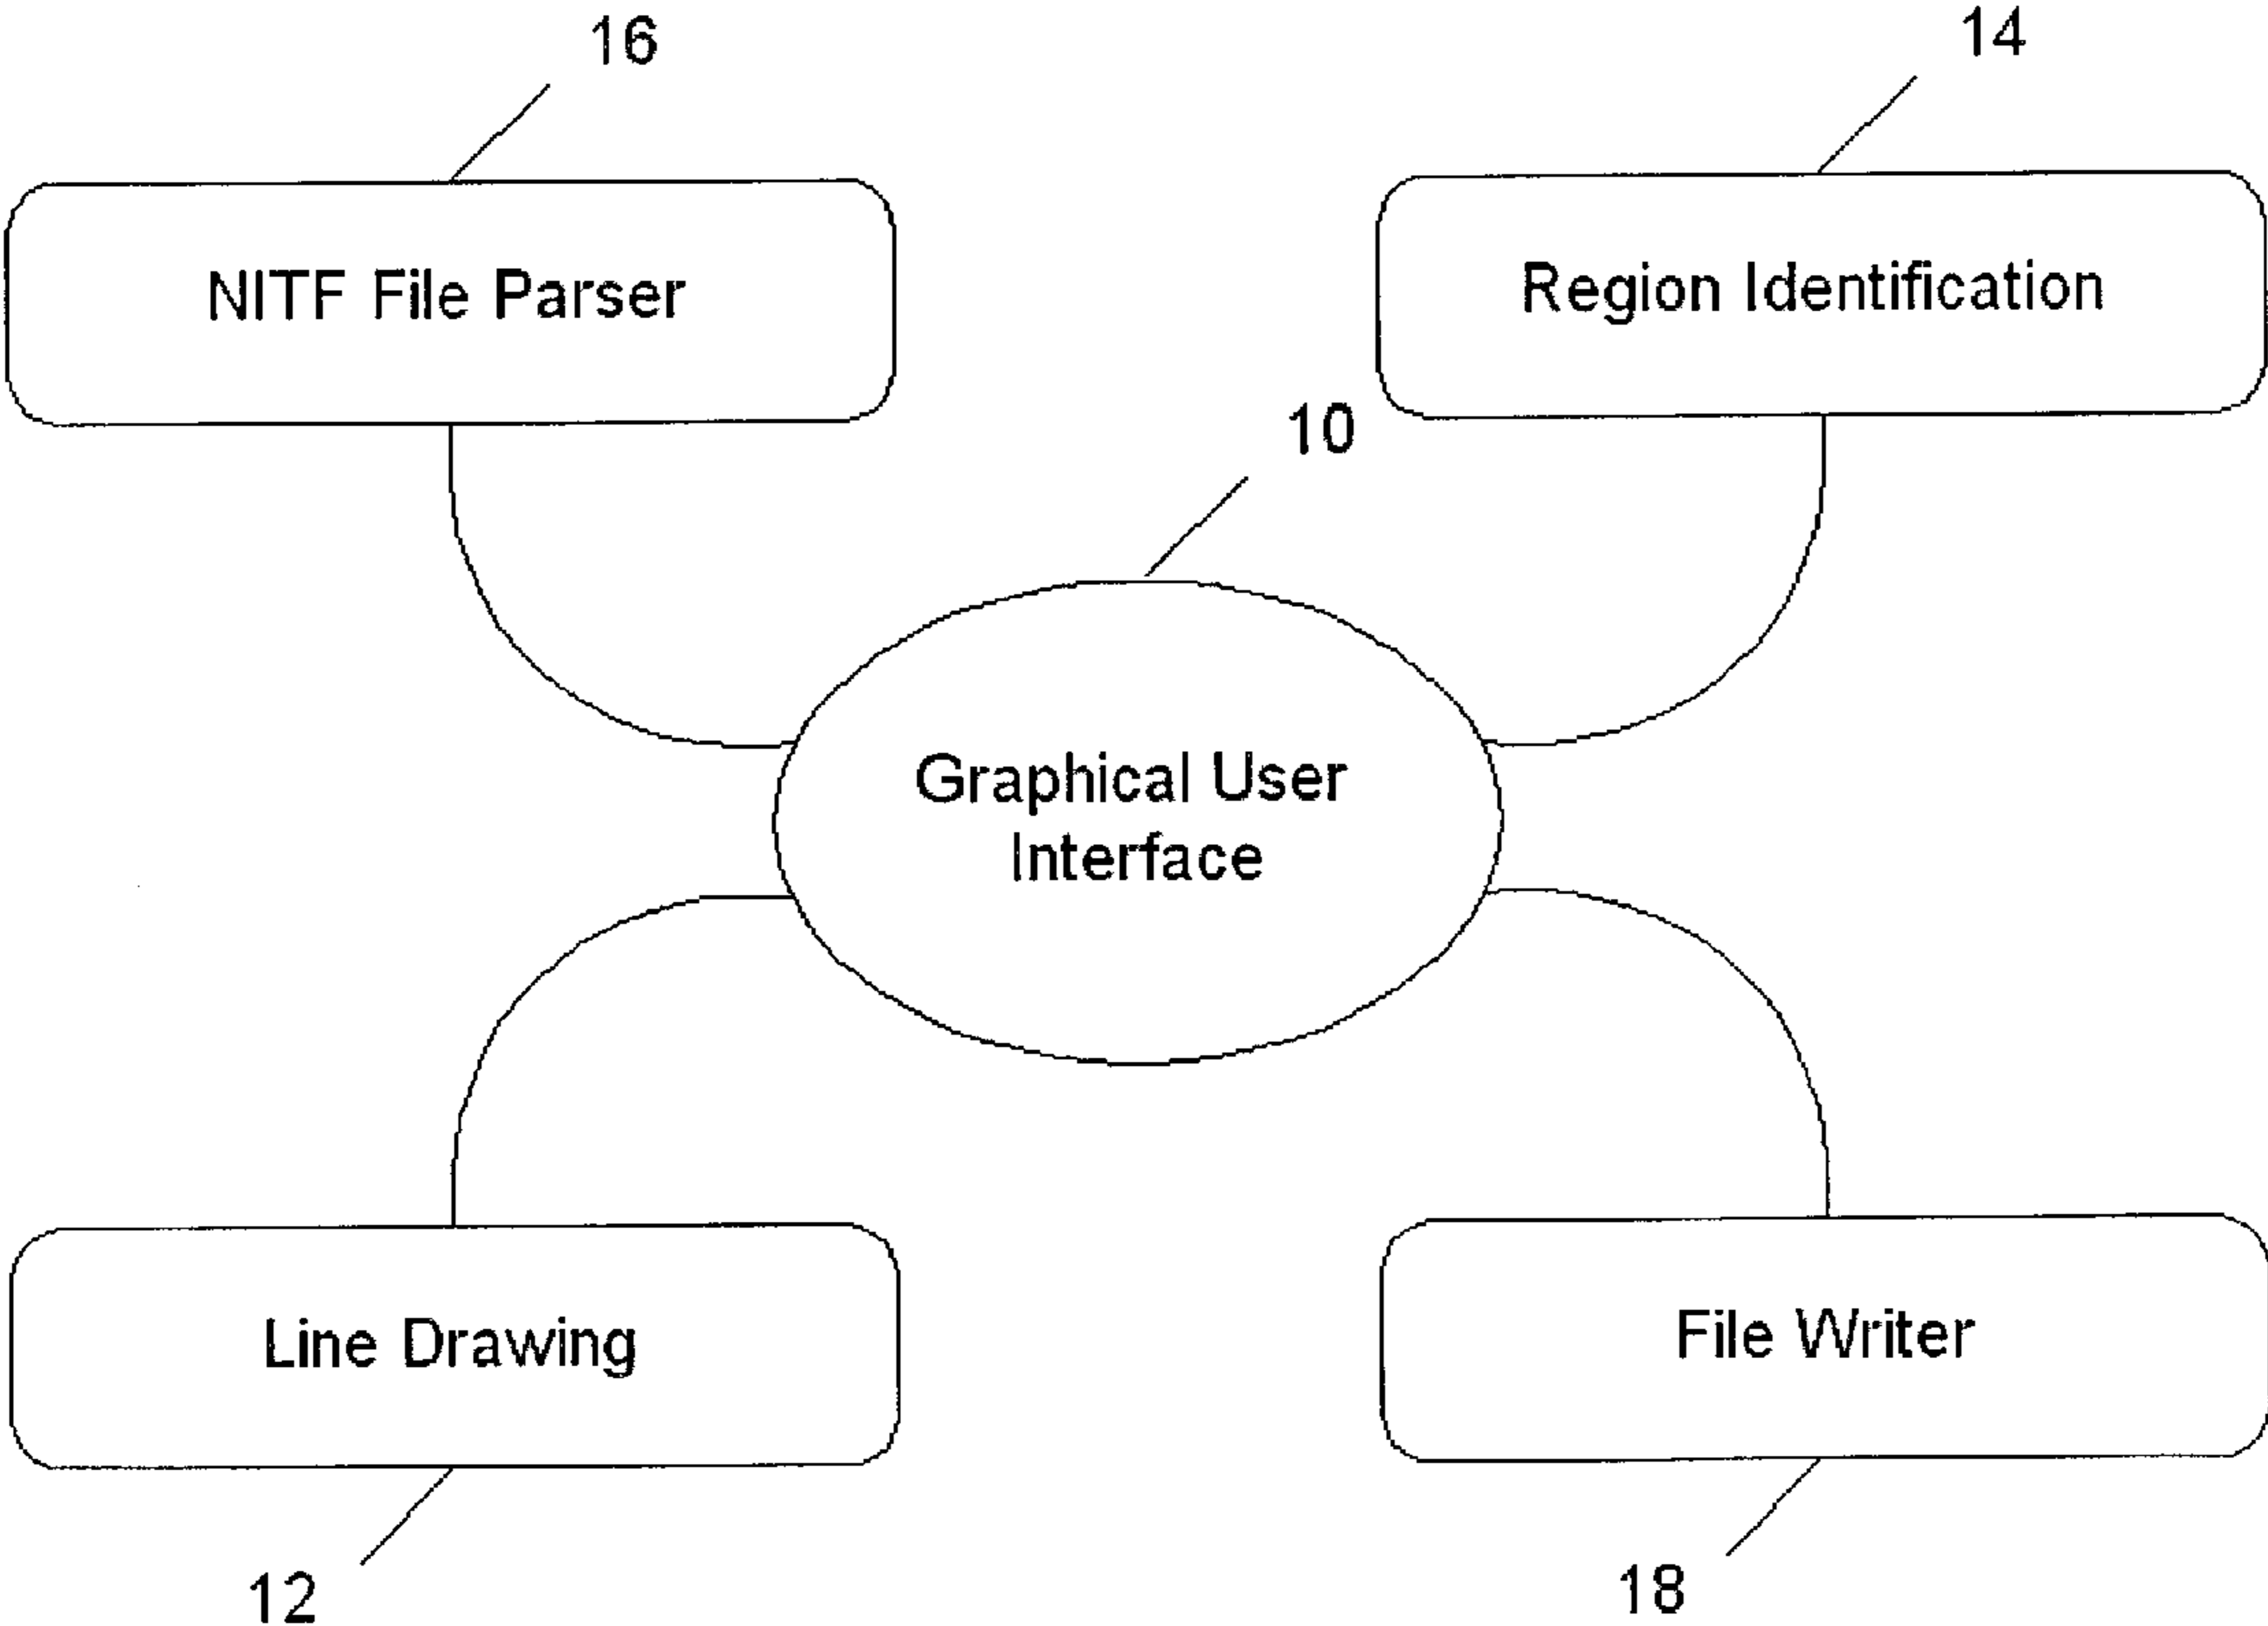 16
14
NITF File Parser
Region Identification
10
Graphical User
Interface
Line Drawing
File Writer
12
18